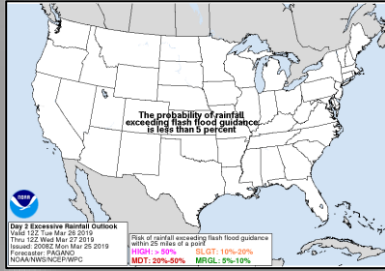 The probability of rainfall
exceeding flash flood guidance
is less than 5 percent
NOAA
Day 2 Excessive Rainfall Outlook
Valid 12Z Tue Mar 26 2019
Thru 12Z Wed Mar 27 2019
Issued: 2008Z Mon Mar 25 2019
Forecaster: PAGANO
NOAA/NWS/NCEP/WPC
Risk of rainfall exceeding flash flood guidance
within 25 miles of a point
HIGH: > 50% SLGT: 10%-20%
MDT: 20%-50% MRGL: 5%-10%